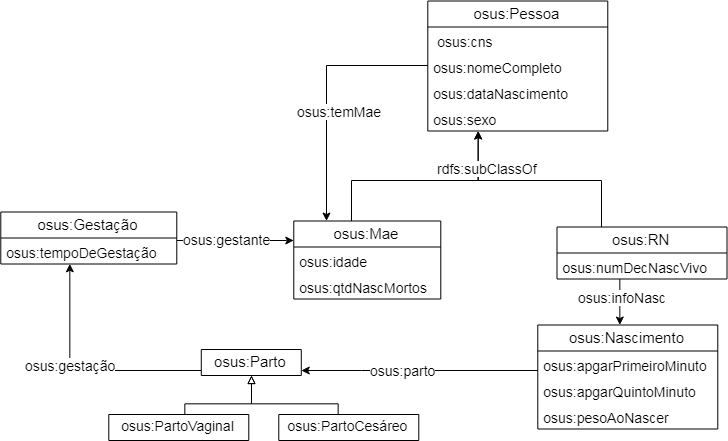 osus:Pessoa
osus:cns
osus:nomeCompleto
osus:dataNascimento
osus:sexo
osus:temMae
rdfs:subClassOf
osus:Gestação
osus:tempoDeGestação
osus:gestante
osus:Mae
osus:idade
osus:qtdNascMortos
osus:RN
osus:numDecNascVivo
osus:infoNasc
osus:Nascimento
osus:apgarPrimeiroMinuto
osus:apgarQuintoMinuto
osus:pesoAoNascer
osus:gestação
osus:Parto
osus:parto
osus:PartoVaginal
osus:PartoCesáreo